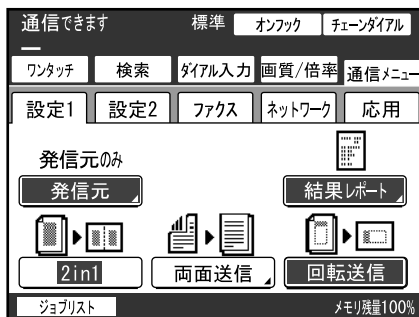 通信できます 標準 オンフック チェーンダイアル
ワンタッチ 検索 ダイアル入力 画質/倍率 通信メニュー
設定1 設定2 ファクス ネットワーク 応用
発信元のみ
発信元 結果レポート
2in1 両面送信 回転送信
ジョブリスト メモリ残量100%